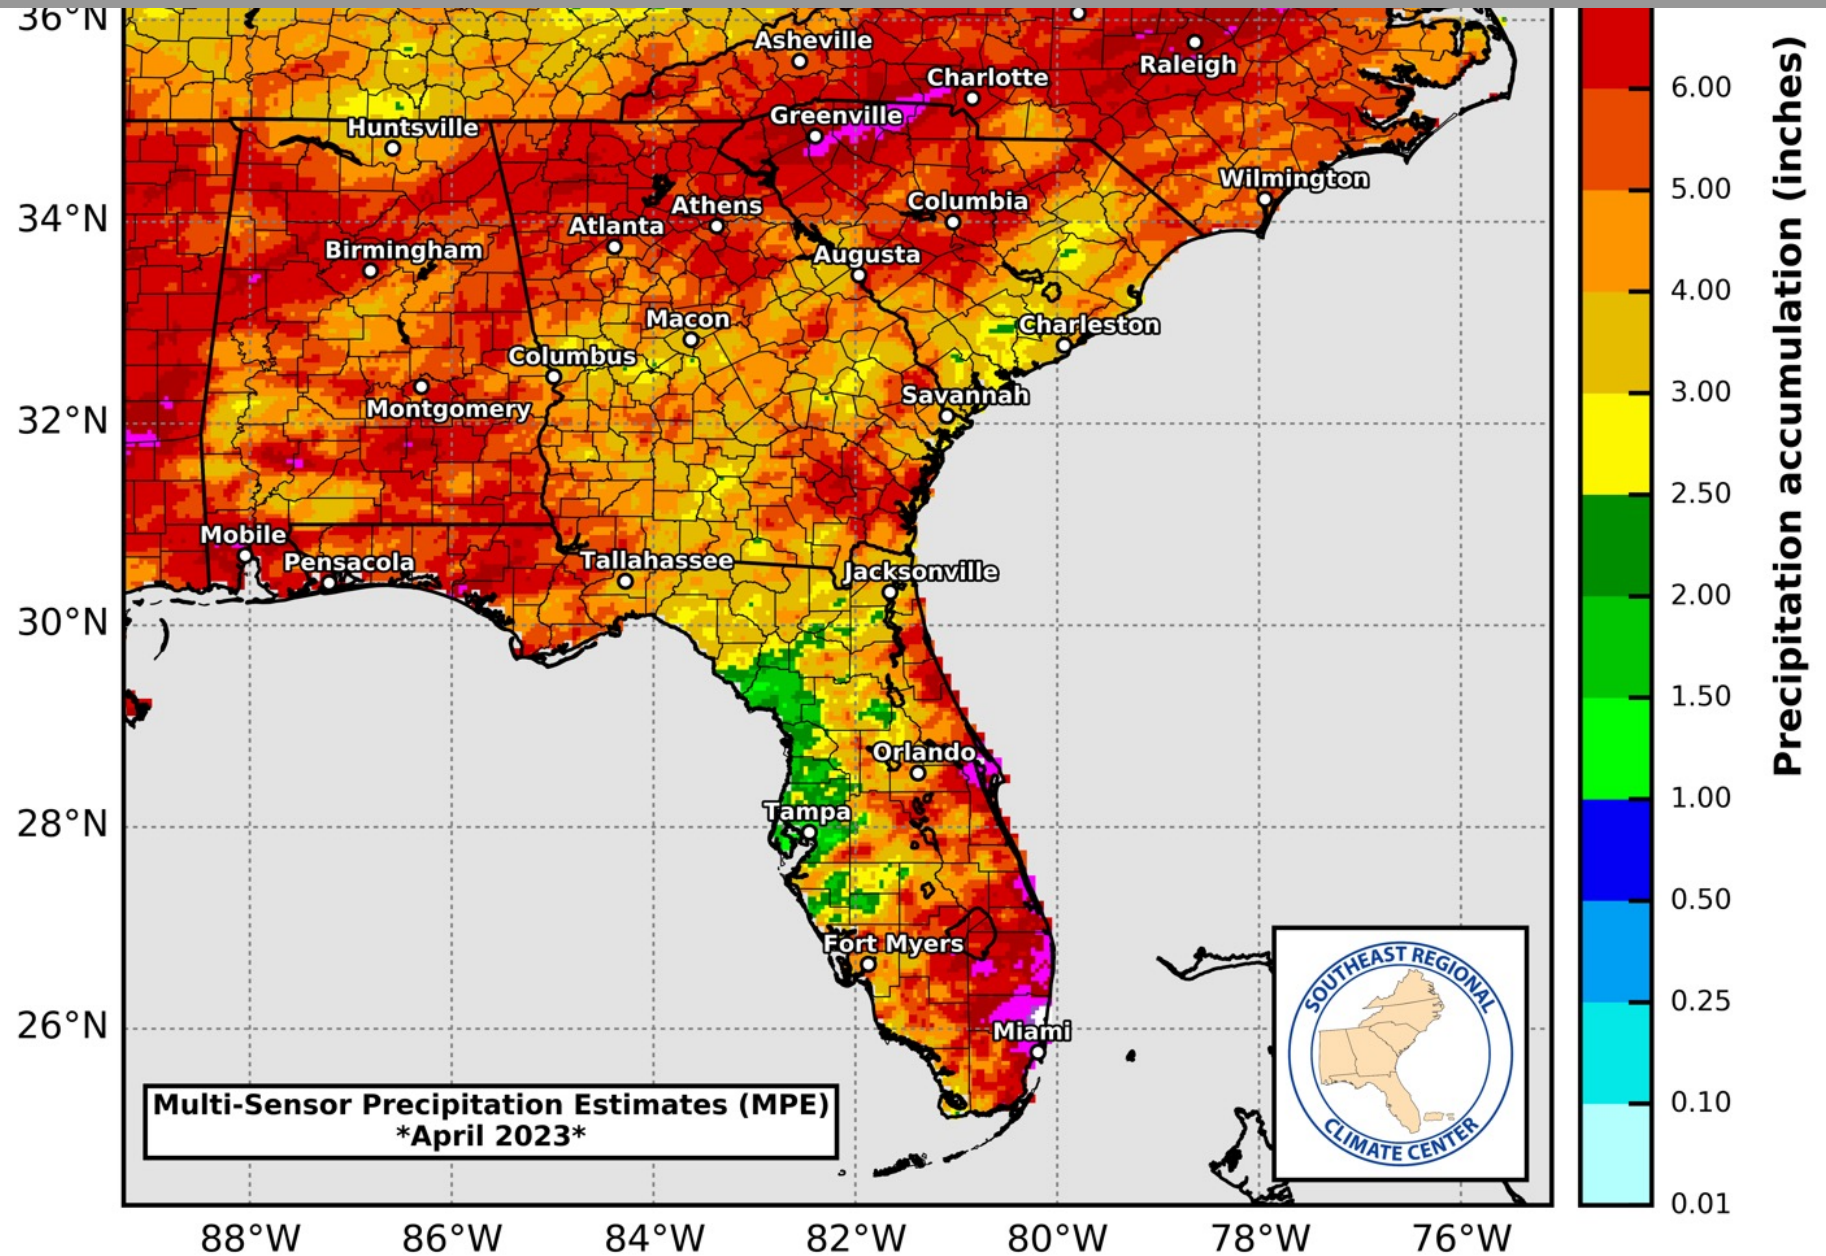 36°N
34°N
32°N
30°N
28°N
26°N
88°W
86°W
84°W
82°W
80°W
78°W
76°W
Asheville
Charlotte
Raleigh
Greenville
Huntsville
Wilmington
Athens
Columbia
Atlanta
Birmingham
Augusta
Macon
Charleston
Columbus
Savannah
Montgomery
Mobile
Pensacola
Tallahassee
Jacksonville
Orlando
Tampa
Fort Myers
Miami
Multi-Sensor Precipitation Estimates (MPE)
*April 2023*
SOUTHEAST REGIONAL
CLIMATE CENTER
6.00
5.00
4.00
3.00
2.50
2.00
1.50
1.00
0.50
0.25
0.10
0.01
Precipitation accumulation (inches)